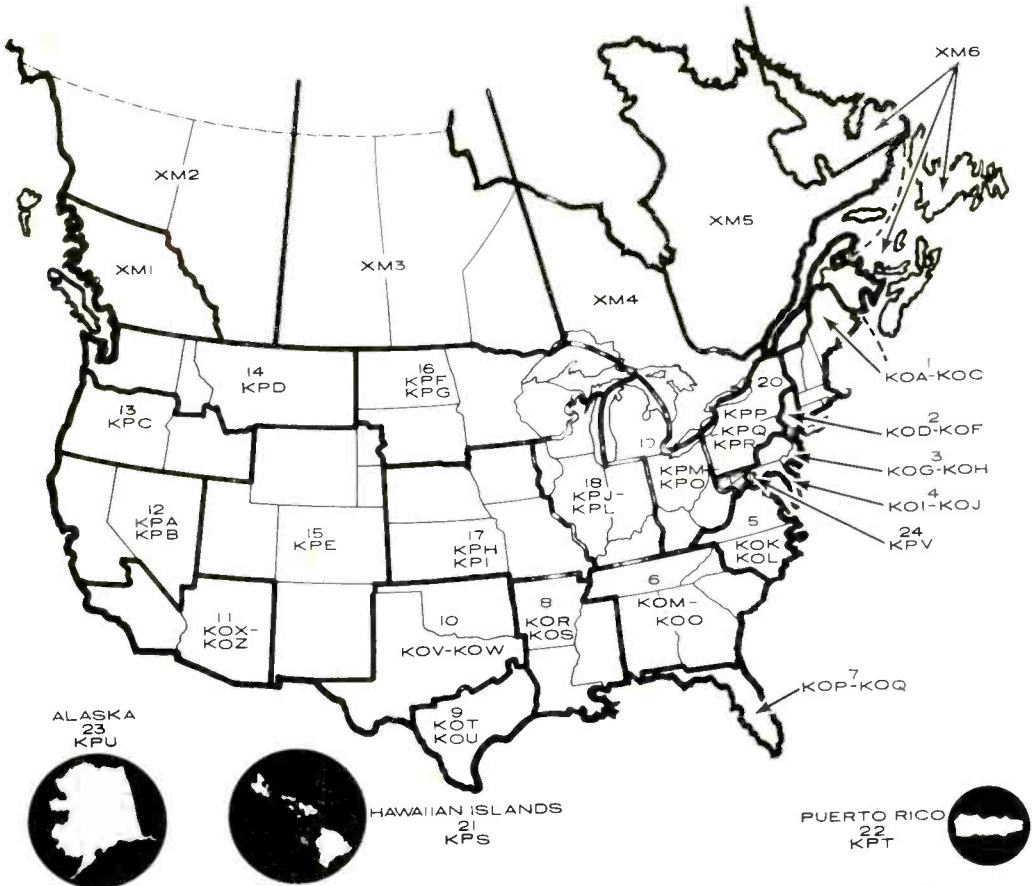 XM6
XM2
XM5
XM1
XM3
XM4
1
KOA-KOC
14
KPD
16
KPF
KPG
20
KPP
KPQ
KPR
2
KOD-KOF
13
KPC
3
KOG-KOH
KPM-
KPO
18
KPJ-
KPL
4
KOI-KOJ
12
KPA
KPB
15
KPE
17
KPH
KPI
5
KOK
KOL
24
KPV
6
KOM-
KOO
11
KOX-
KOZ
10
KOV-KOW
8
KOR
KOS
7
KOP-KOQ
9
KOT
KOU
ALASKA
23
KPU
HAWAIIAN ISLANDS
21
KPS
PUERTO RICO
22
KPT